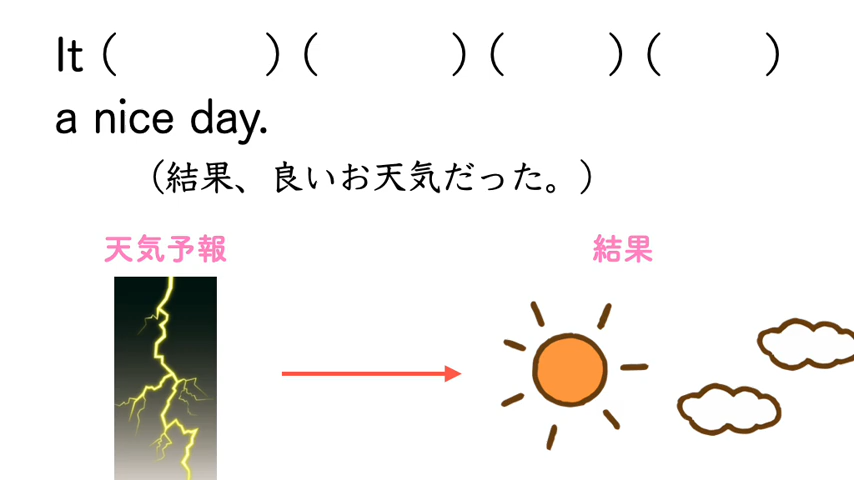 It (　　　) (　　　) (　　　) (　　　)
a nice day.
（結果、良いお天気だった。）
天気予報
結果